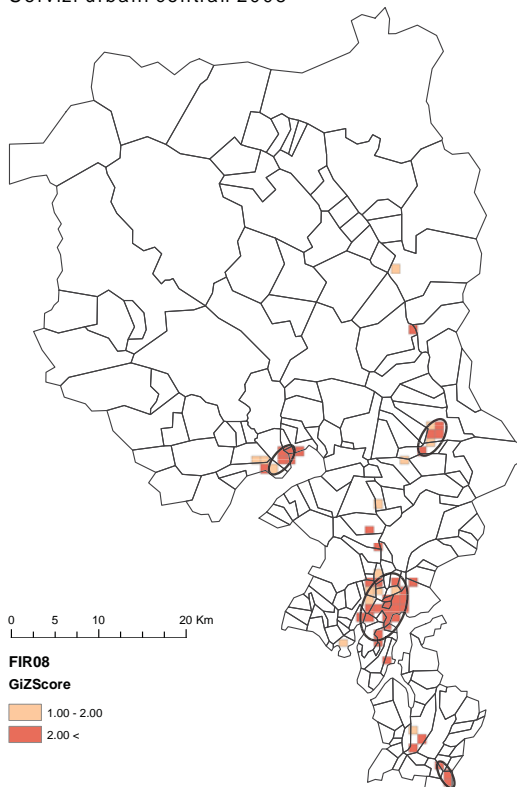 Servizi urbani centrali 2008
0 5 10 20 Km
FIR08
GiZScore
1.00 - 2.00
2.00 <